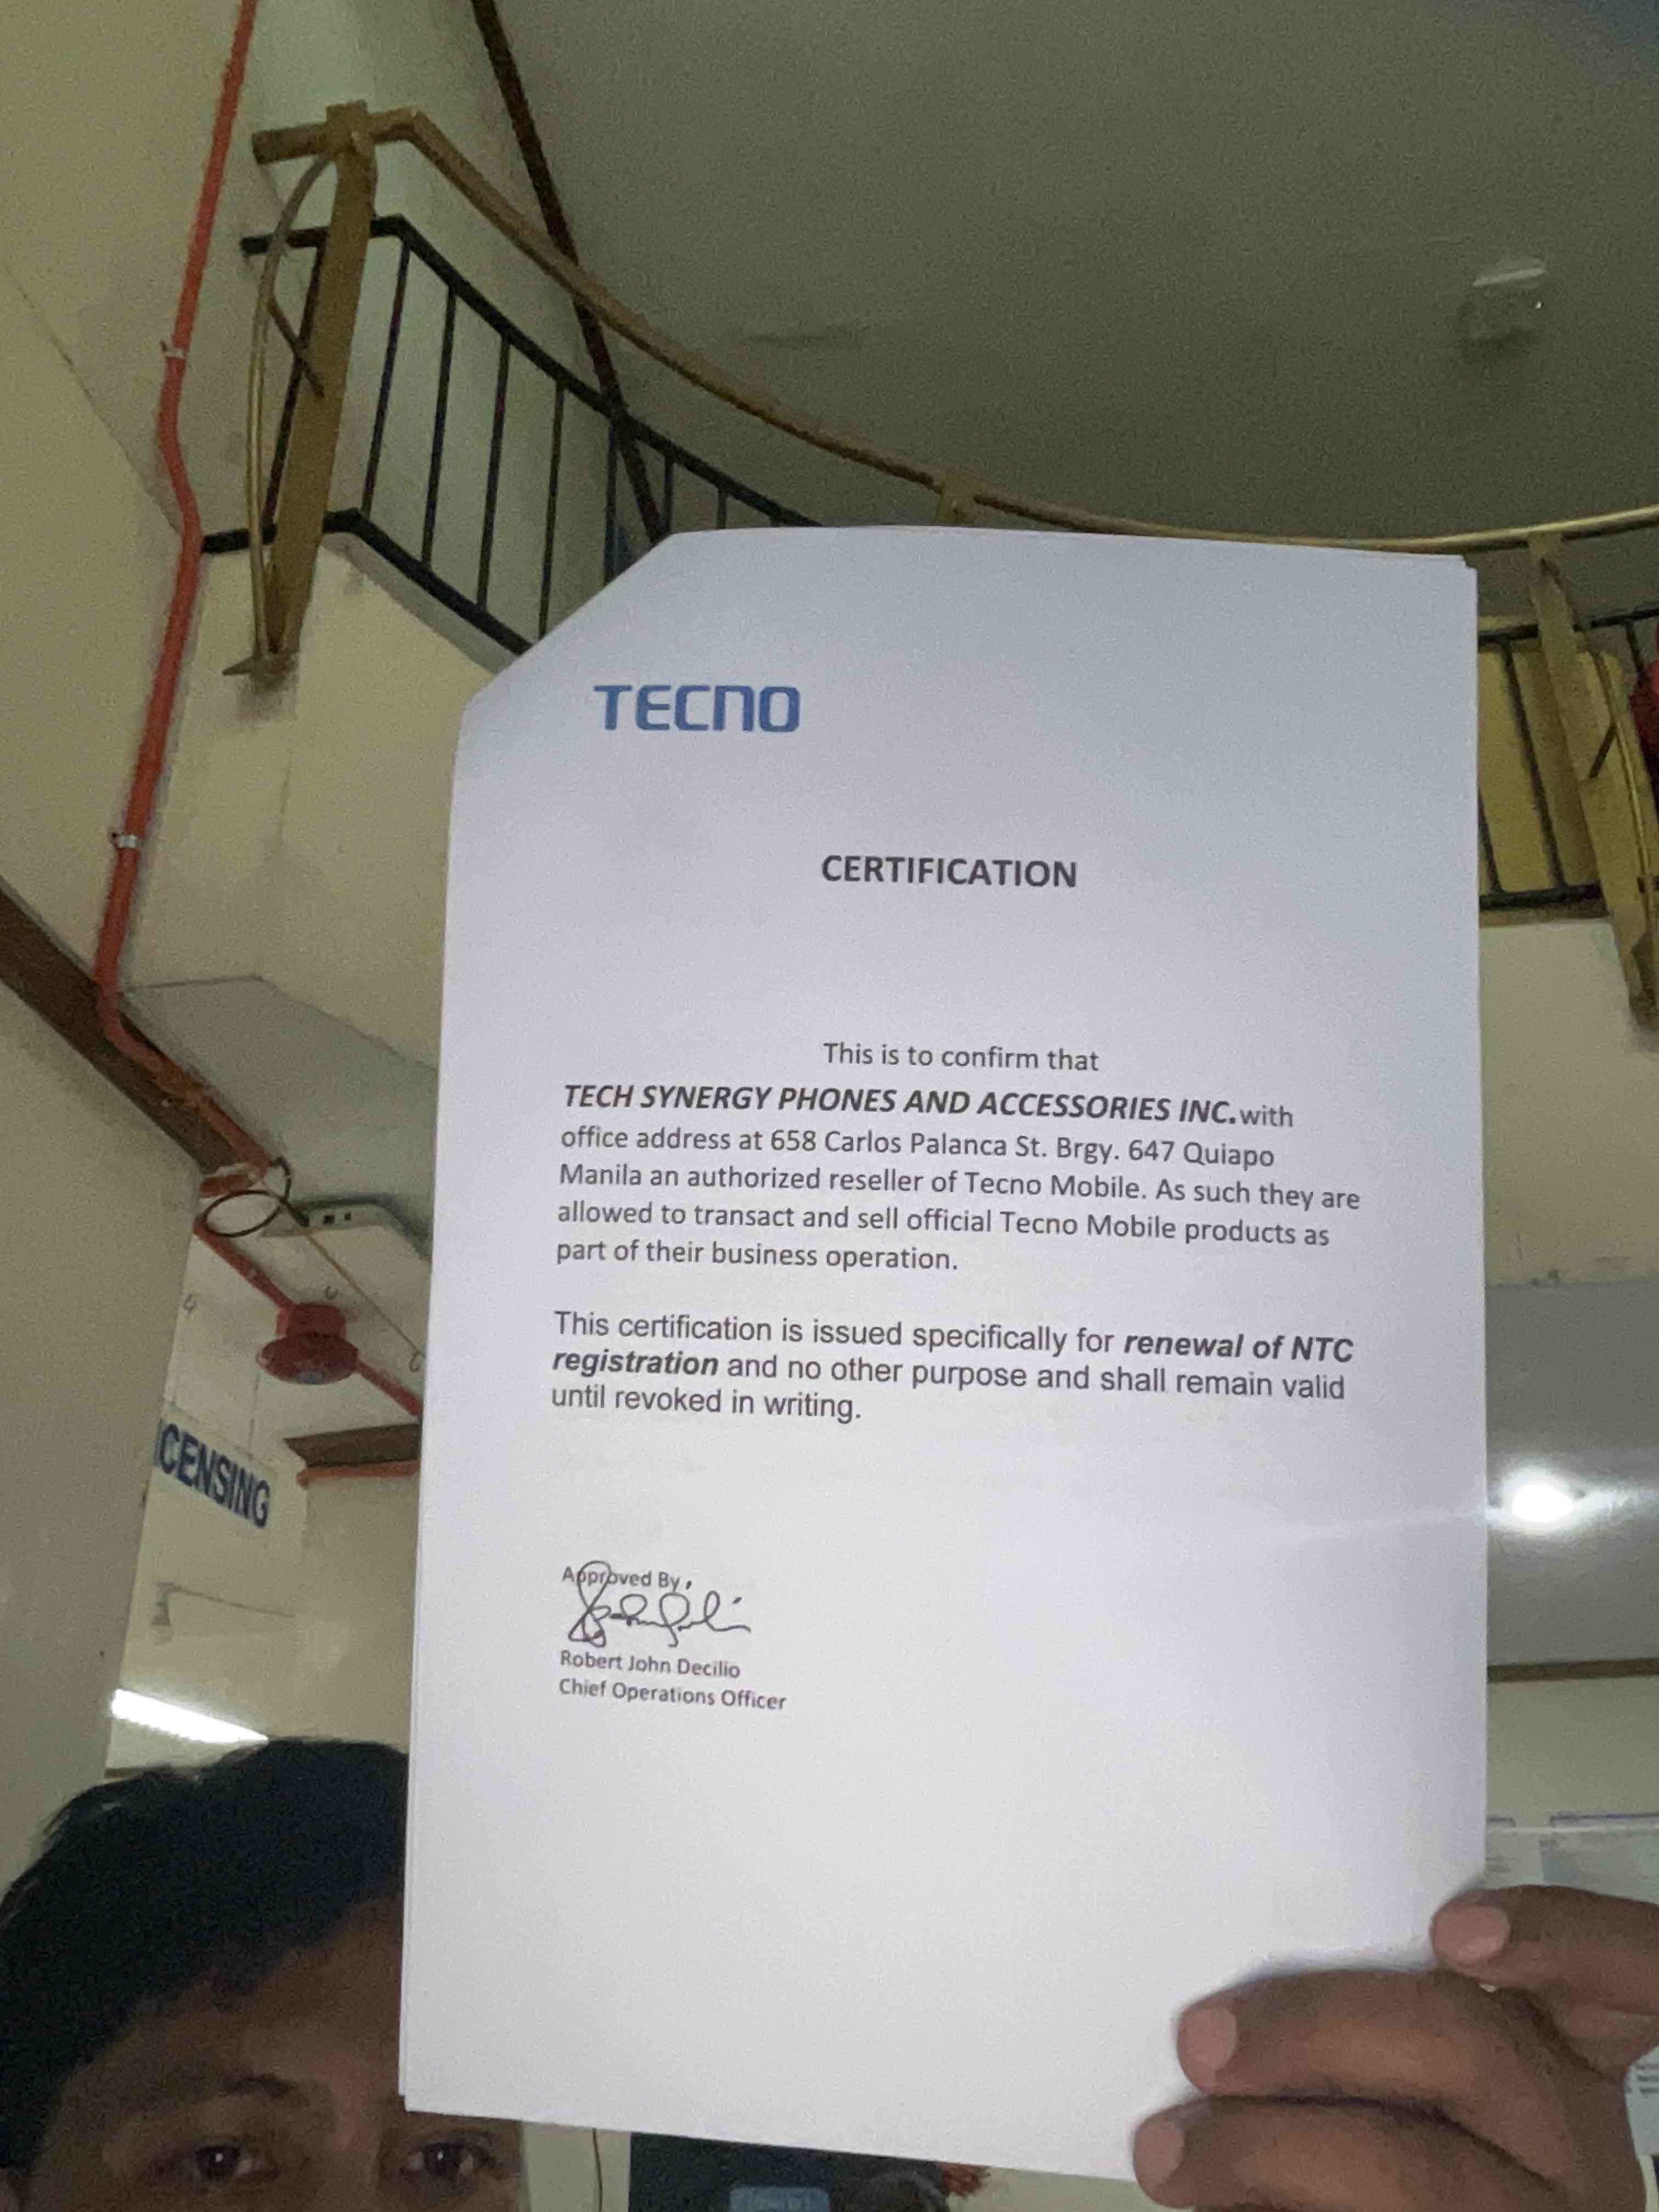 TECNO
CERTIFICATION
This is to confirm that
TECH SYNERGY PHONES AND ACCESSORIES INC. with
office address at 658 Carlos Palanca St. Brgy. 647 Quiapo
Manila an authorized reseller of Tecno Mobile. As such they are
allowed to transact and sell official Tecno Mobile products as
part of their business operation.
This certification is issued specifically for renewal of NTC
registration and no other purpose and shall remain valid
until revoked in writing.
Approved By,
Robert John Decilio
Chief Operations Officer
ICENSING